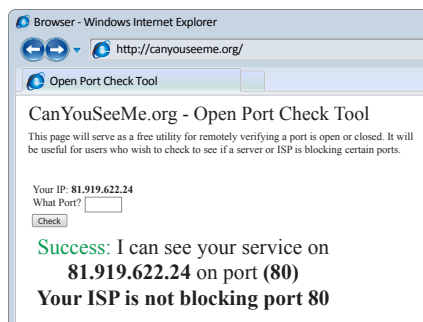 Browser - Windows Internet Explorer
http://canyouseeme.org/
Open Port Check Tool
CanYouSeeMe.org - Open Port Check Tool
This page will serve as a free utility for remotely verifying a port is open or closed. It will
be useful for users who wish to check to see if a server or ISP is blocking certain ports.
Your IP: 81.919.622.24
What Port?
Check
Success: I can see your service on
81.919.622.24 on port (80)
Your ISP is not blocking port 80